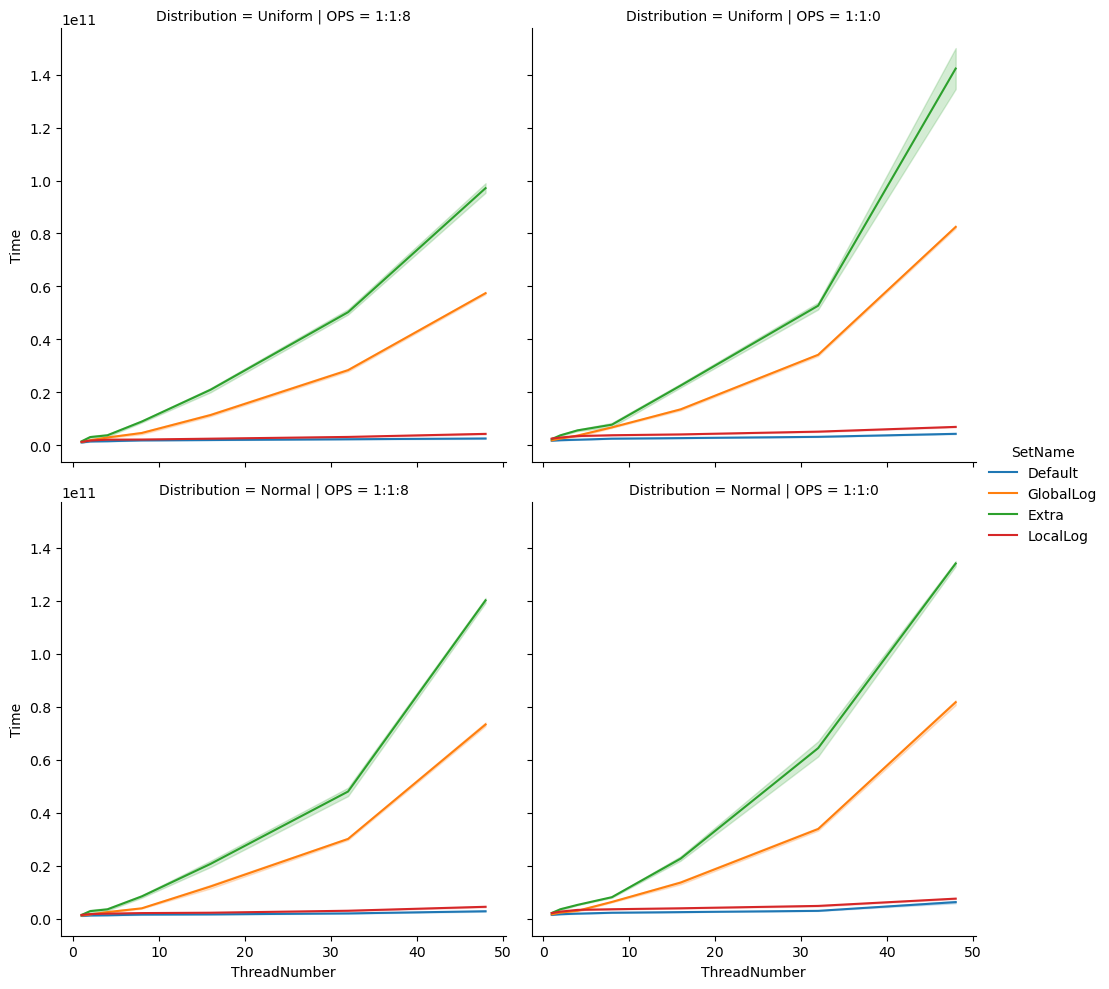 1e11
Distribution = Uniform | OPS = 1:1:8
Distribution = Uniform | OPS = 1:1:0
1.4
1.2
1.0
0.8
0.6
0.4
0.2
0.0
Time
1e11
Distribution = Normal | OPS = 1:1:8
Distribution = Normal | OPS = 1:1:0
1.4
1.2
1.0
0.8
0.6
0.4
0.2
0.0
Time
0 10 20 30 40 50
ThreadNumber
0 10 20 30 40 50
ThreadNumber
SetName
Default
GlobalLog
Extra
LocalLog